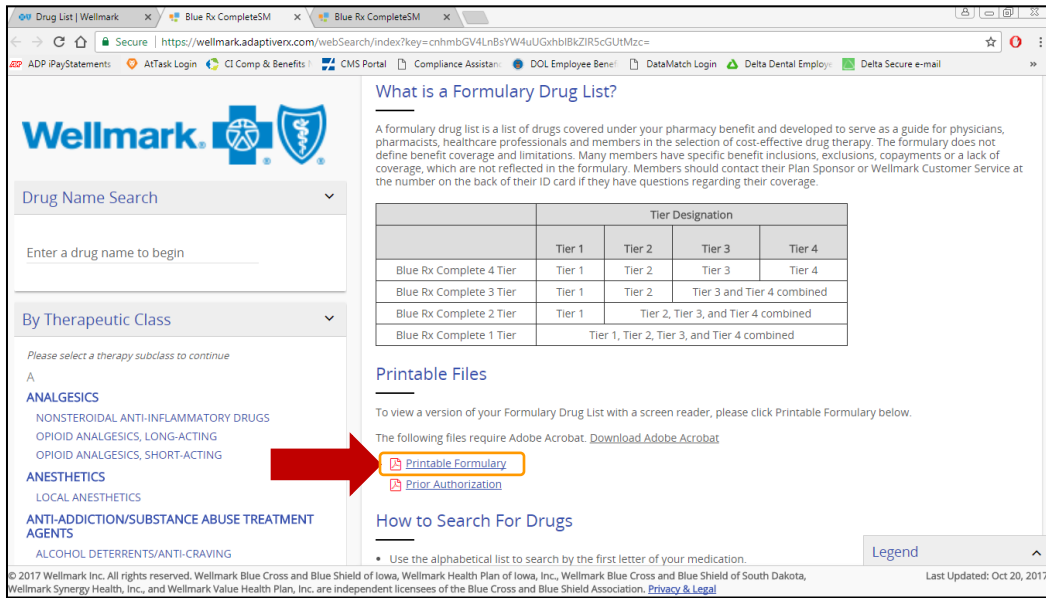 Drug List | Wellmark
Blue Rx CompleteSM
Blue Rx CompleteSM
Secure | https://wellmark.adaptiverx.com/webSearch/index?key=cnhmbGV4LnBsYW4uUGxhblBkZlR5cGUtMzc=
ADP iPayStatements AtTask Login CI Comp & Benefits CMS Portal Compliance Assistanc DOL Employee Benef DataMatch Login Delta Dental Employe Delta Secure e-mail »
Wellmark.
Drug Name Search
Enter a drug name to begin
By Therapeutic Class
Please select a therapy subclass to continue
A
ANALGESICS
NONSTEROIDAL ANTI-INFLAMMATORY DRUGS
OPIOID ANALGESICS, LONG-ACTING
OPIOID ANALGESICS, SHORT-ACTING
ANESTHETICS
LOCAL ANESTHETICS
ANTI-ADDICTION/SUBSTANCE ABUSE TREATMENT
AGENTS
ALCOHOL DETERRENTS/ANTI-CRAVING
What is a Formulary Drug List?
A formulary drug list is a list of drugs covered under your pharmacy benefit and developed to serve as a guide for physicians,
pharmacists, healthcare professionals and members in the selection of cost-effective drug therapy. The formulary does not
define benefit coverage and limitations. Many members have specific benefit inclusions, exclusions, copayments or a lack of
coverage, which are not reflected in the formulary. Members should contact their Plan Sponsor or Wellmark Customer Service at
the number on the back of their ID card if they have questions regarding their coverage.
Tier Designation
Tier 1 Tier 2 Tier 3 Tier 4
Blue Rx Complete 4 Tier Tier 1 Tier 2 Tier 3 Tier 4
Blue Rx Complete 3 Tier Tier 1 Tier 2 Tier 3 and Tier 4 combined
Blue Rx Complete 2 Tier Tier 1 Tier 2, Tier 3, and Tier 4 combined
Blue Rx Complete 1 Tier Tier 1, Tier 2, Tier 3, and Tier 4 combined
Printable Files
To view a version of your Formulary Drug List with a screen reader, please click Printable Formulary below.
The following files require Adobe Acrobat. Download Adobe Acrobat
Printable Formulary
Prior Authorization
How to Search For Drugs
• Use the alphabetical list to search by the first letter of your medication.
Legend
© 2017 Wellmark Inc. All rights reserved. Wellmark Blue Cross and Blue Shield of Iowa, Wellmark Health Plan of Iowa, Inc., Wellmark Blue Cross and Blue Shield of South Dakota,
Wellmark Synergy Health, Inc., and Wellmark Value Health Plan, Inc. are independent licensees of the Blue Cross and Blue Shield Association. Privacy & Legal
Last Updated: Oct 20, 2017